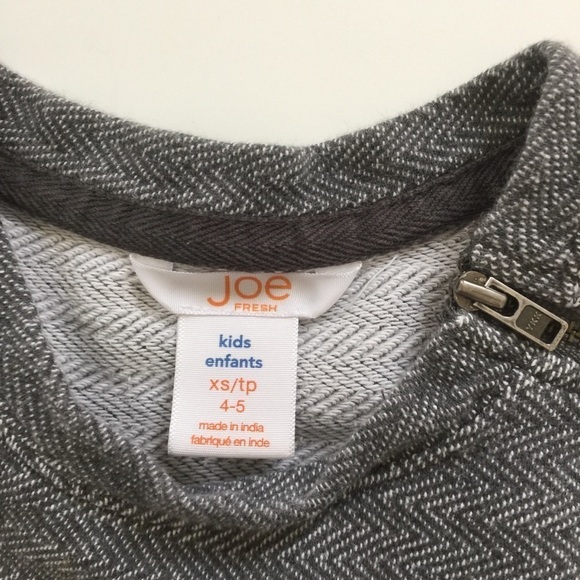 Joe
FRESH
kids
enfants
xs/tp
4-5
made in india
fabriqué en inde